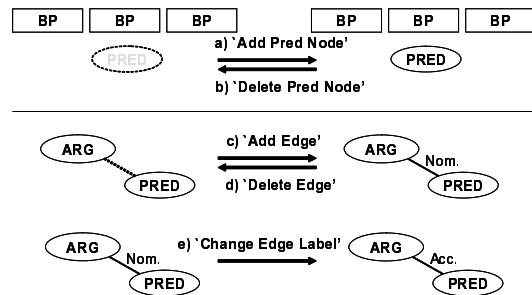 BP BP BP BP BP BP
PRED a) `Add Pred Node’ PRED
b) `Delete Pred Node’
ARG c) `Add Edge’ ARG
Nom.
PRED d) `Delete Edge’ PRED
ARG e) `Change Edge Label’ ARG
Nom. Acc.
PRED PRED